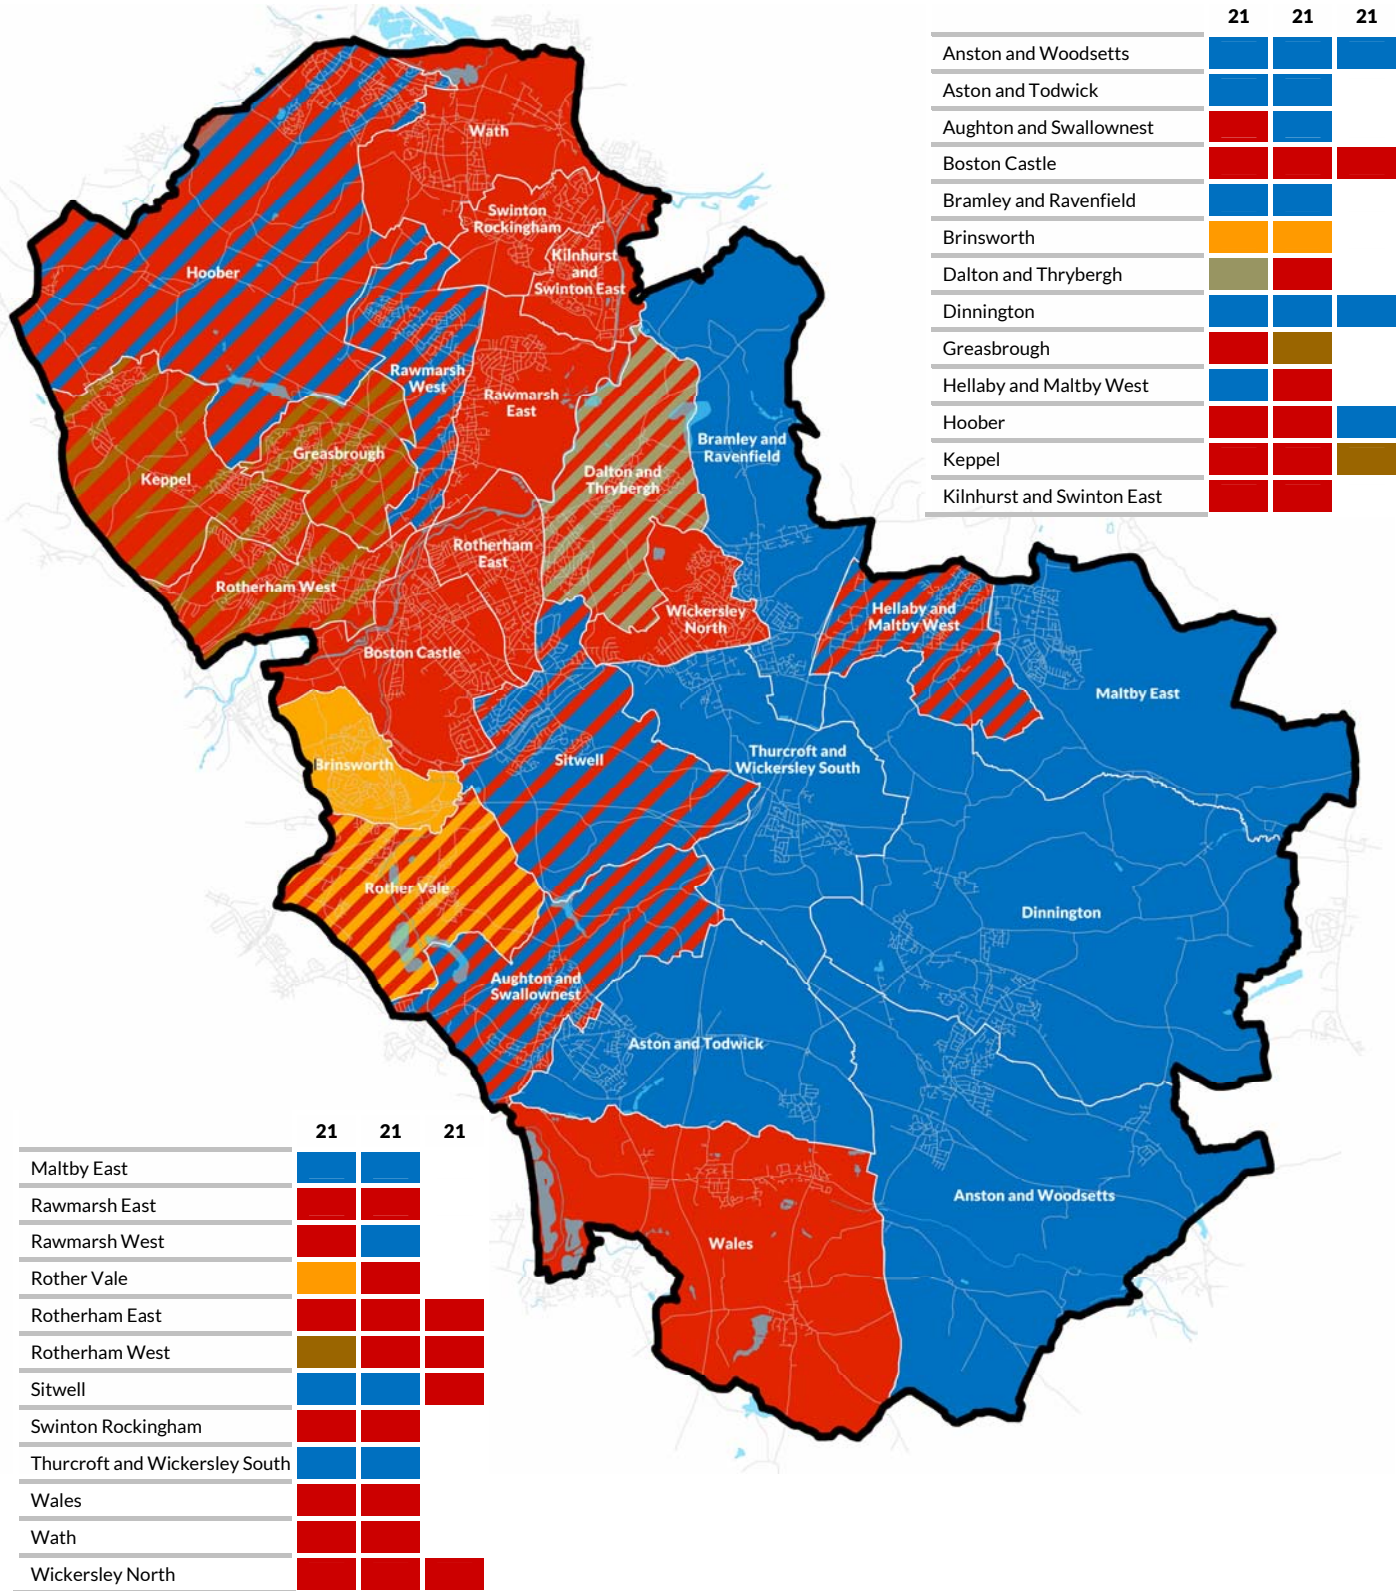 21 21 21
Anston and Woodsetts
Aston and Todwick
Aughton and Swallownest
Boston Castle
Bramley and Ravenfield
Brinsworth
Dalton and Thrybergh
Dinnington
Greasbrough
Hellaby and Maltby West
Hoober
Keppel
Kilnhurst and Swinton East
Wath
Swinton
Rockingham
Kilnhurst
and
Swinton East
Hoober
Rawmarsh
West
Rawmarsh
East
Bramley and
Ravenfield
Greasbrough
Keppel
Dalton and
Thrybergh
Rotherham
East
Rotherham West
Wickersley
North
Hellaby and
Maltby West
Boston Castle
Maltby East
Brinsworth
Sitwell
Thurcroft and
Wickersley South
Rother Vale
Dinnington
Aughton and
Swallownest
Aston and Todwick
Anston and Woodsetts
Wales
21 21 21
Maltby East
Rawmarsh East
Rawmarsh West
Rother Vale
Rotherham East
Rotherham West
Sitwell
Swinton Rockingham
Thurcroft and Wickersley South
Wales
Wath
Wickersley North